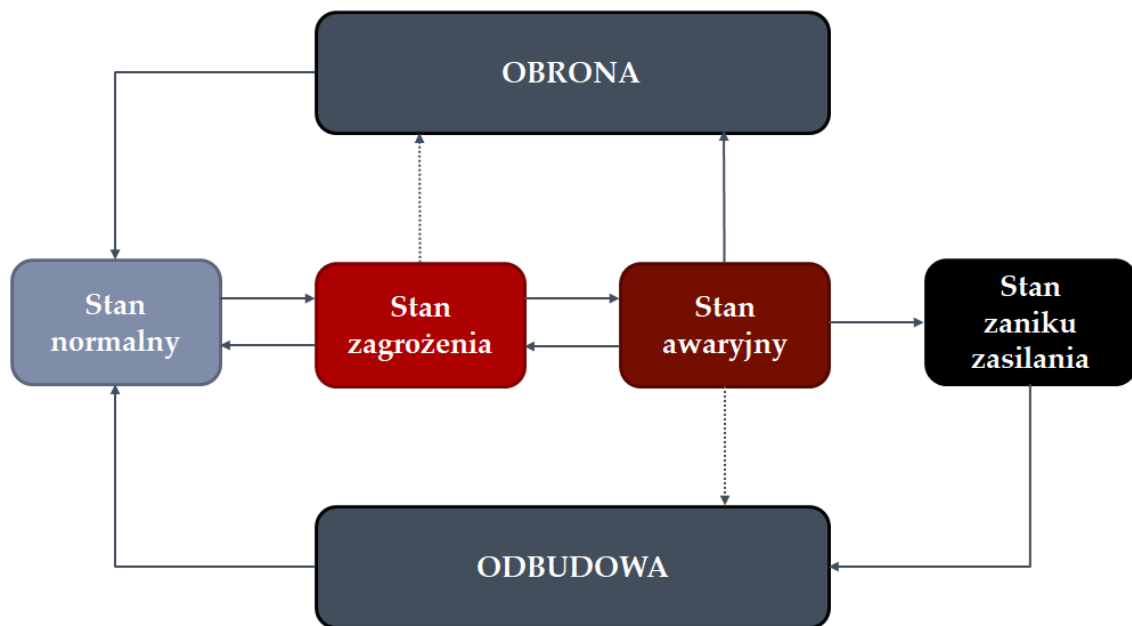 OBRONA
Stan
normalny
Stan
zagrożenia
Stan
awaryjny
Stan
zaniku
zasilania
ODBUDOWA